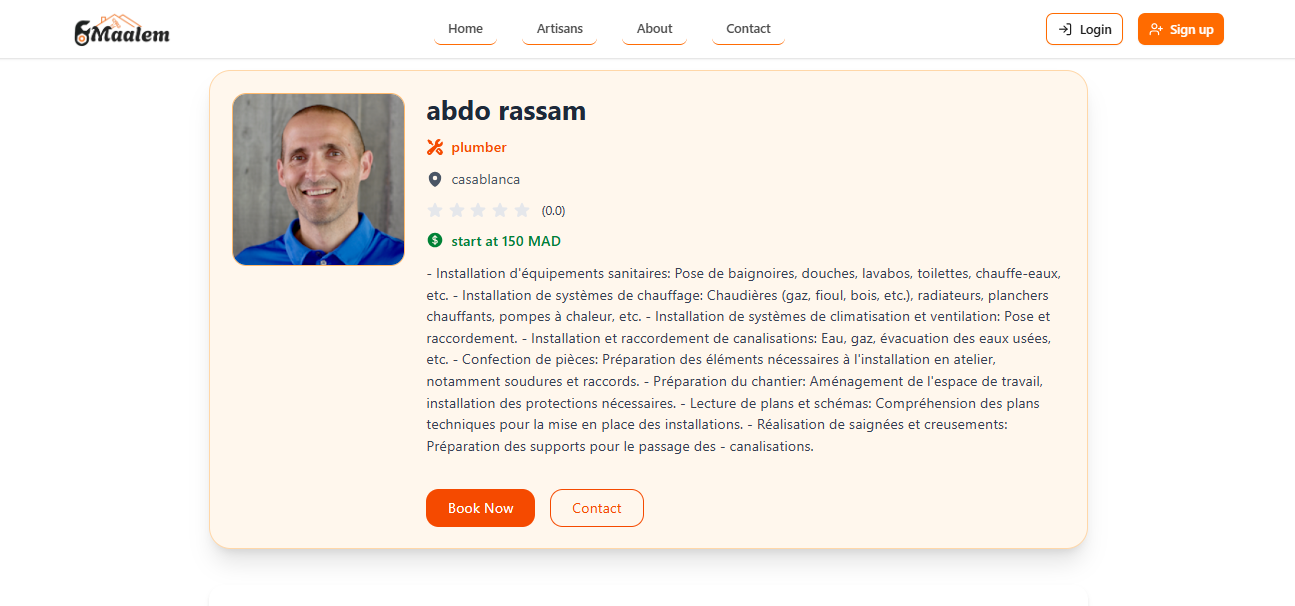 Maalem
Home
Artisans
About
Contact
Login
Sign up
abdo rassam
plumber
casablanca
(0.0)
start at 150 MAD
- Installation d'équipements sanitaires: Pose de baignoires, douches, lavabos, toilettes, chauffe-eaux,
etc. - Installation de systèmes de chauffage: Chaudières (gaz, fioul, bois, etc.), radiateurs, planchers
chauffants, pompes à chaleur, etc. - Installation de systèmes de climatisation et ventilation: Pose et
raccordement. - Installation et raccordement de canalisations: Eau, gaz, évacuation des eaux usées,
etc. - Confection de pièces: Préparation des éléments nécessaires à l'installation en atelier,
notamment soudures et raccords. - Préparation du chantier: Aménagement de l'espace de travail,
installation des protections nécessaires. - Lecture de plans et schémas: Compréhension des plans
techniques pour la mise en place des installations. - Réalisation de saignées et creusements:
Préparation des supports pour le passage des - canalisations.
Book Now
Contact